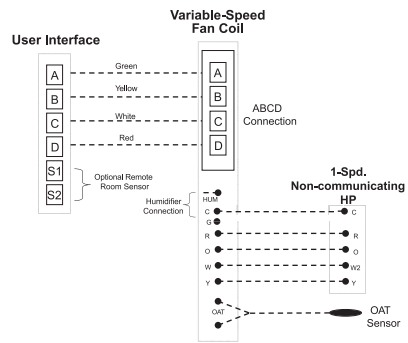 Variable-Speed
Fan Coil
User Interface
A
Green
A
B
Yellow
B
C
White
C
D
Red
D
ABCD
Connection
S1
S2
Optional Remote
Room Sensor
1-Spd.
Non-communicating
HP
HUM
Humidifier
Connection
C
C
G
R
R
O
O
W
W2
Y
Y
OAT
OAT
Sensor